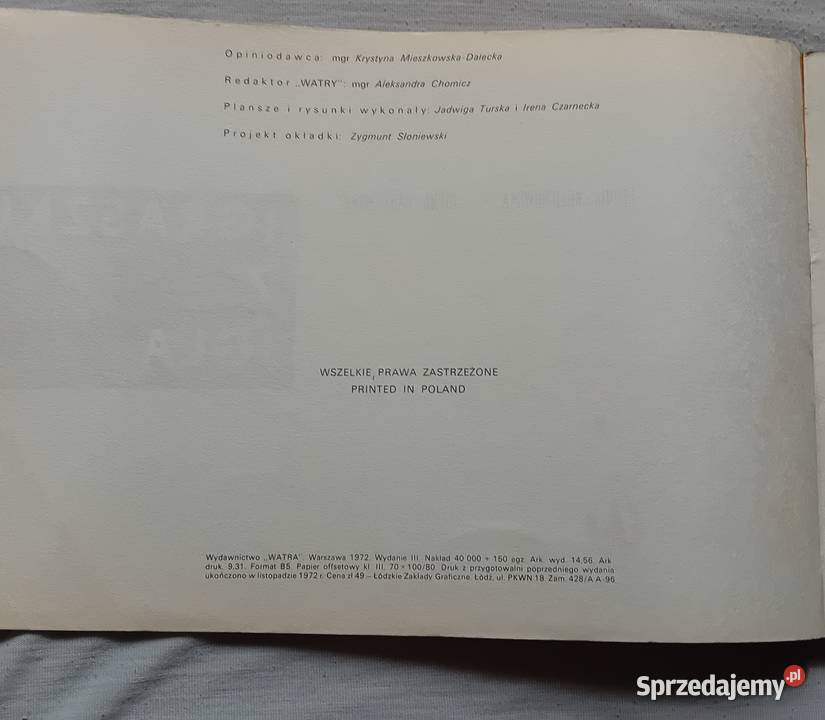 Opiniodawca: mgr Krystyna Mieszkowska-Dalecka
Redaktor „WATRY": mgr Aleksandra Chomicz
Plansze i rysunki wykonały: Jadwiga Turska i Irena Czarnecka
Projekt okładki: Zygmunt Słoniewski
WSZELKIE PRAWA ZASTRZEŻONE
PRINTED IN POLAND
Wydawnictwo „WATRA". Warszawa 1972. Wydanie III. Nakład 40 000 + 160 egz. Ark. wyd. 14,56. Ark
druk. 9,31. Format B5. Papier offsetowy kl. III, 70×100/80. Druk z przygotowalni poprzedniego wydania
ukończono w listopadzie 1972 r. Cena zł 49 – Łódzkie Zakłady Graficzne. Łódź, ul. PKWN 18. Zam. 428/A A-96
Sprzedajemy.pl